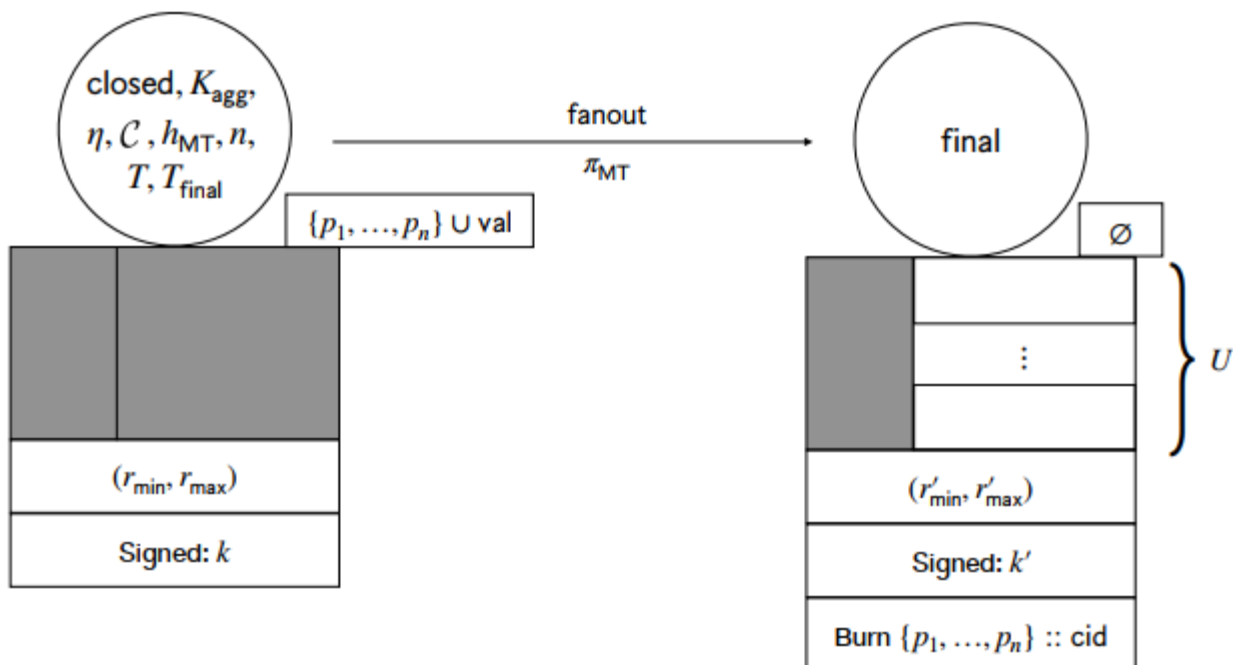 closed, K_agg,
η, 𝒞, h_MT, n,
T, T_final
{p_1, …, p_n} ∪ val
(r_min, r_max)
Signed: k
fanout
π_MT
final
∅
⋮
U
(r′_min, r′_max)
Signed: k′
Burn {p_1, …, p_n} :: cid